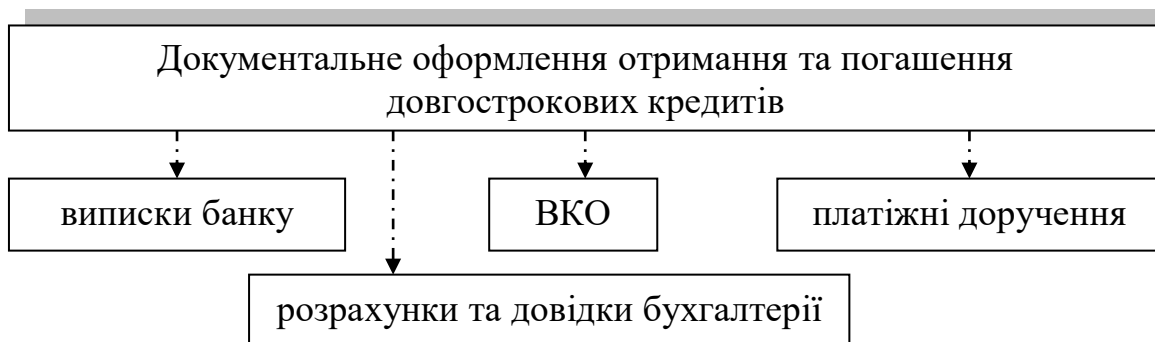 Документальне оформлення отримання та погашення
довгострокових кредитів
виписки банку
ВКО
платіжні доручення
розрахунки та довідки бухгалтерії